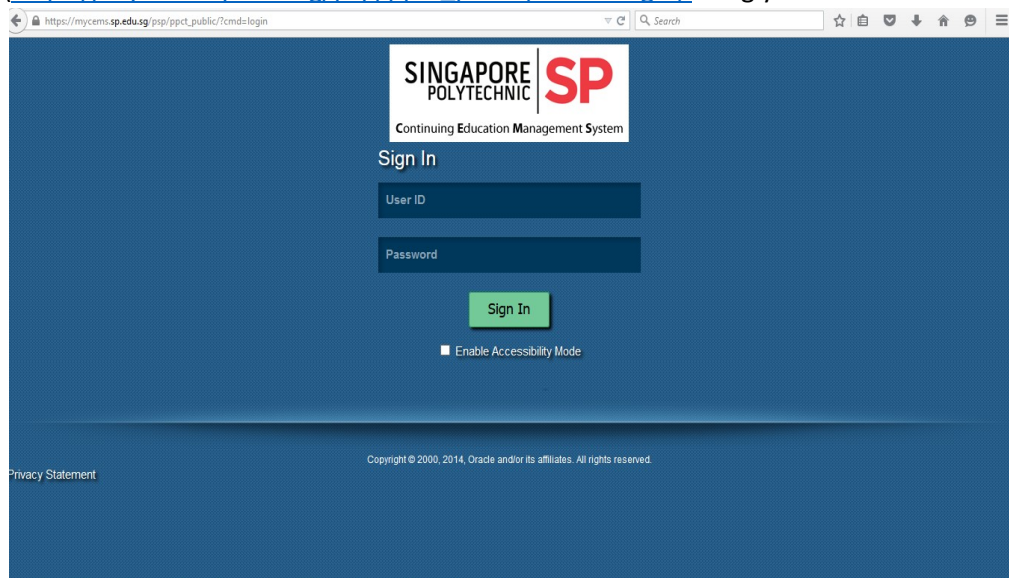 https://mycems.sp.edu.sg/psp/ppct_public/?cmd=login
Search
SINGAPORE
POLYTECHNIC
SP
Continuing Education Management System
Sign In
User ID
Password
Sign In
Enable Accessibility Mode
Copyright © 2000, 2014, Oracle and/or its affiliates. All rights reserved.
Privacy Statement